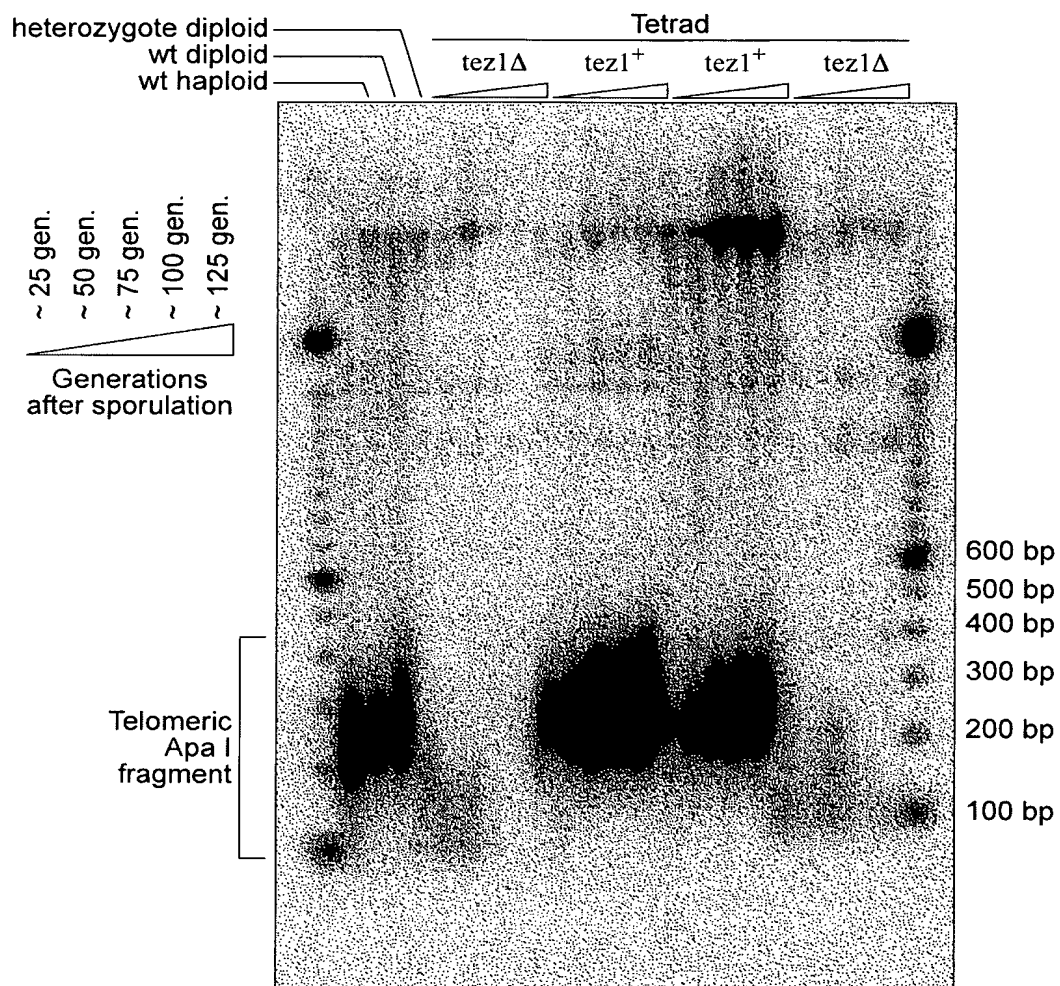 heterozygote diploid
wt diploid
wt haploid
Tetrad
tez1Δ
tez1+
tez1+
tez1Δ
~ 25 gen.
~ 50 gen.
~ 75 gen.
~ 100 gen.
~ 125 gen.
Generations
after sporulation
600 bp
500 bp
400 bp
300 bp
200 bp
100 bp
Telomeric
Apa I
fragment